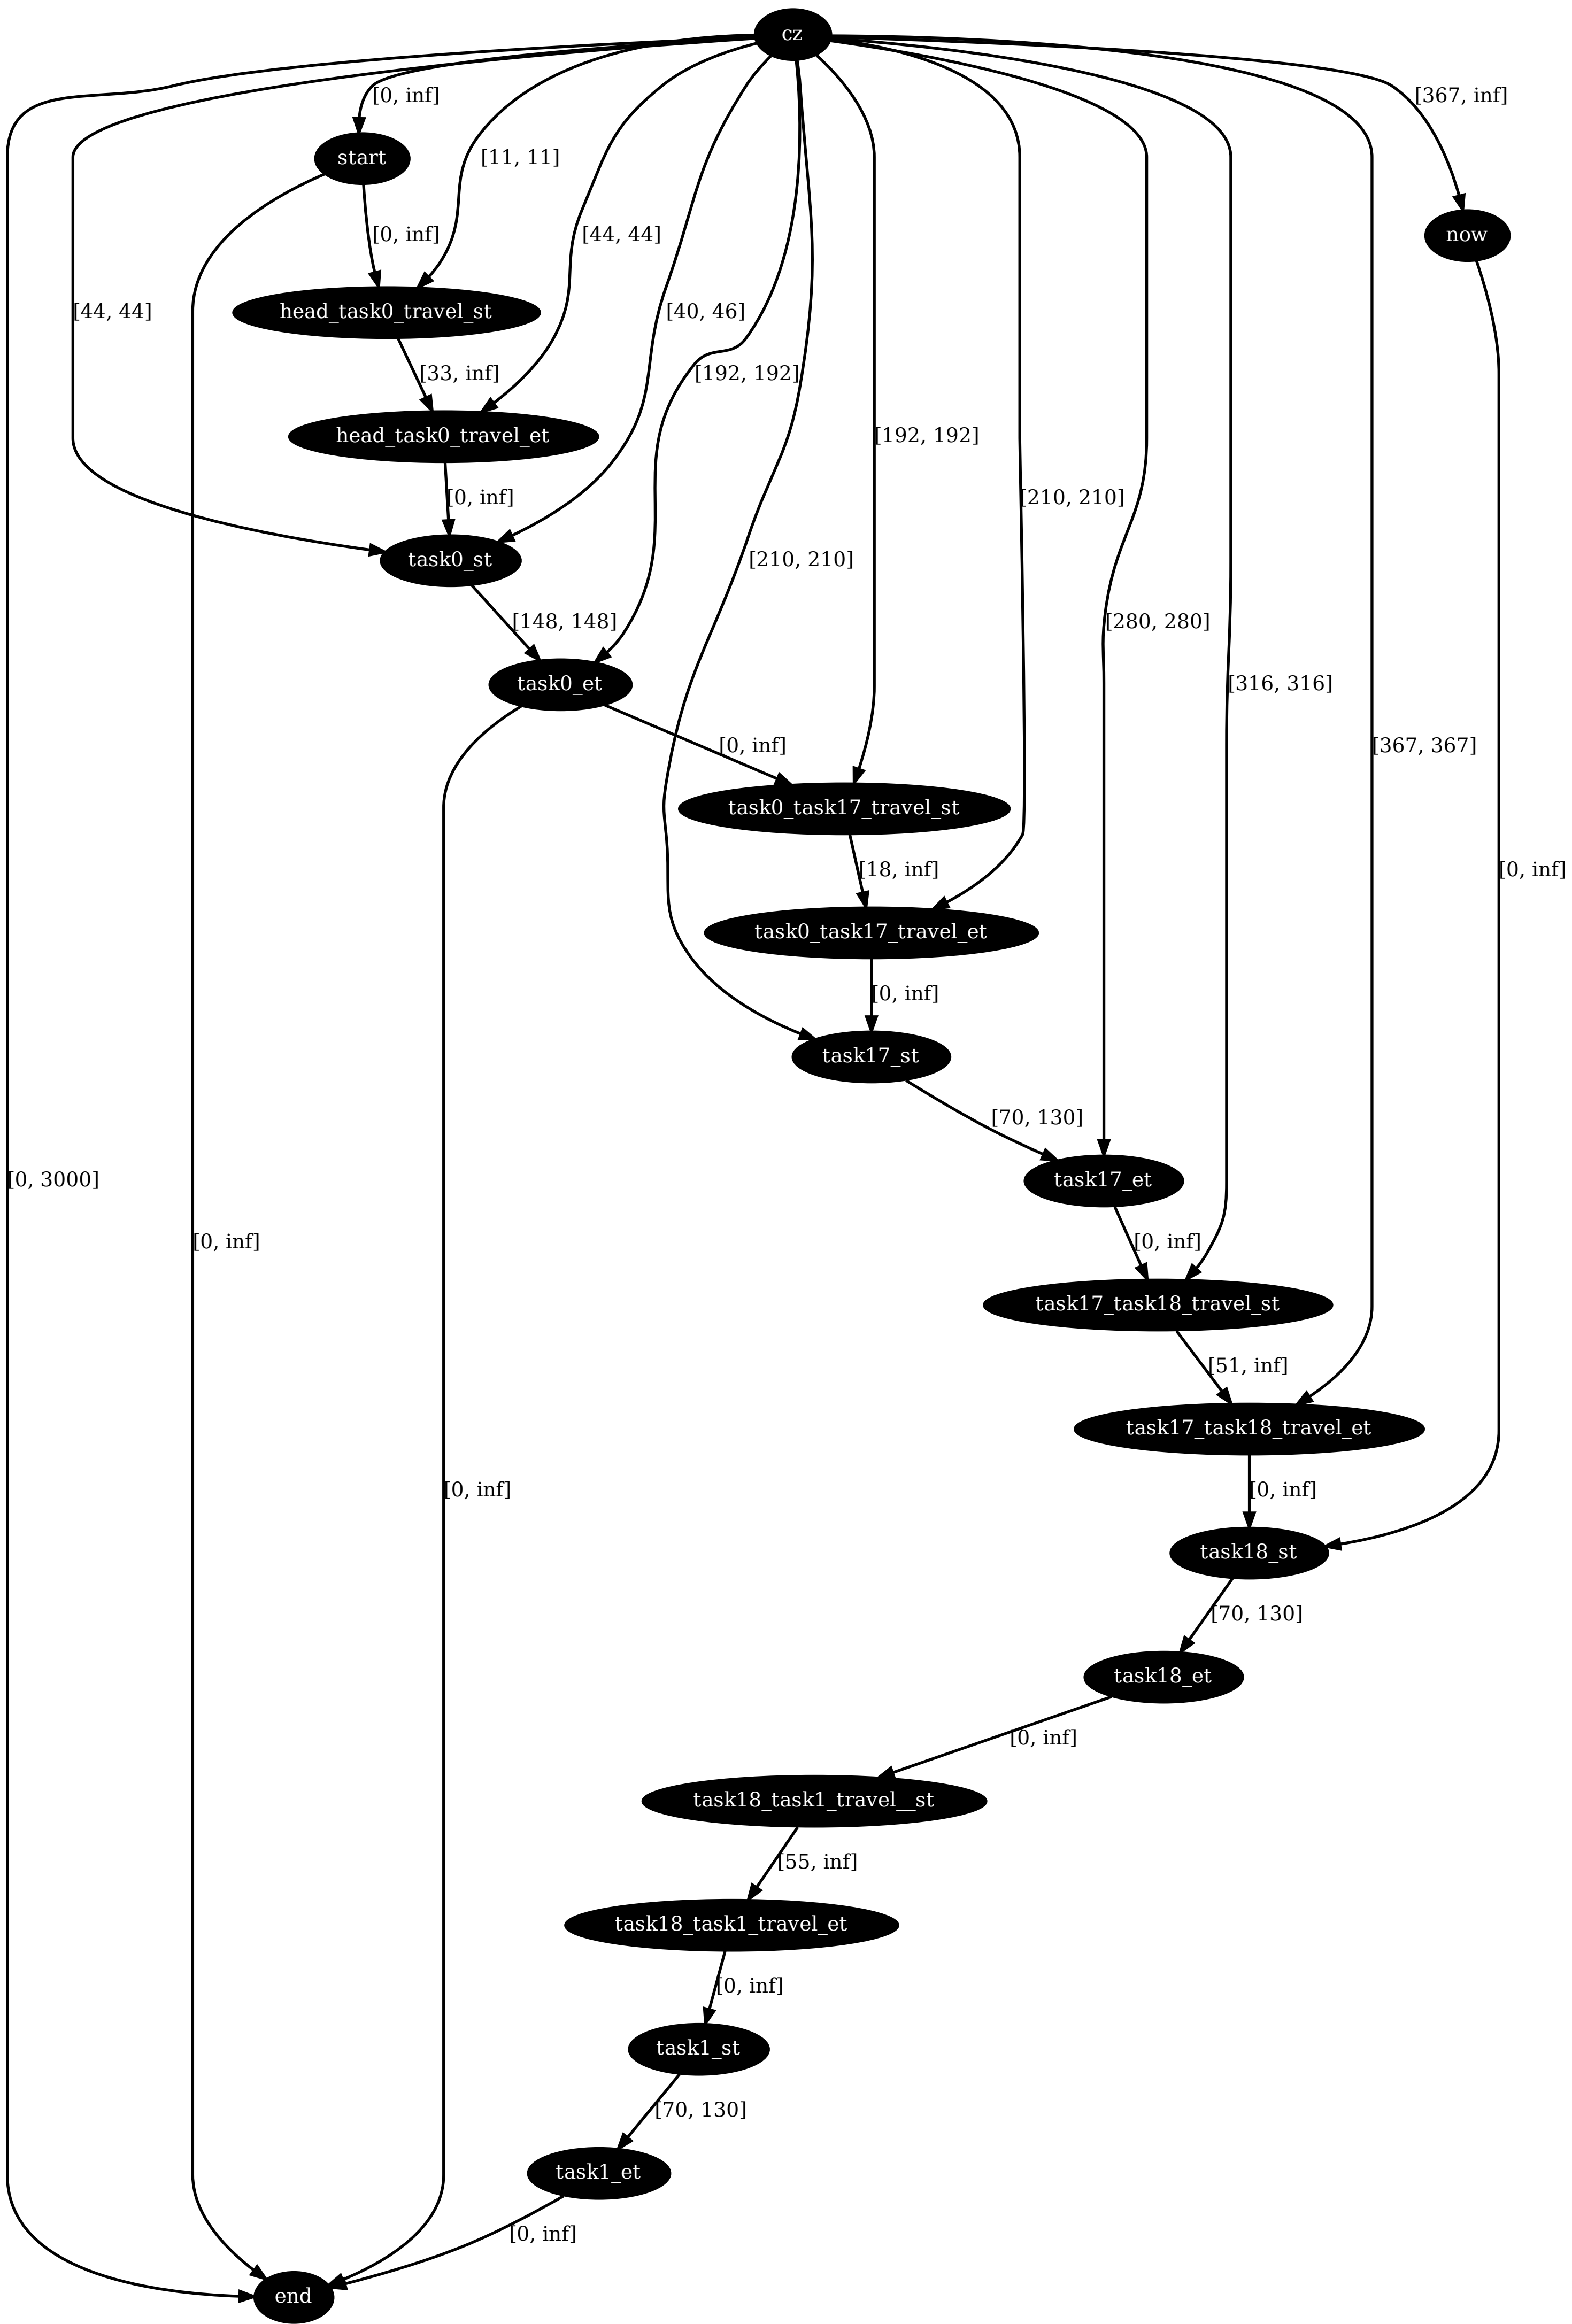 cz
[0, inf]
[367, inf]
start
[11, 11]
now
[0, inf]
[44, 44]
head_task0_travel_st
[44, 44]
[40, 46]
[33, inf]
[192, 192]
head_task0_travel_et
[192, 192]
[0, inf]
[210, 210]
task0_st
[210, 210]
[148, 148]
[280, 280]
task0_et
[316, 316]
[0, inf]
[367, 367]
task0_task17_travel_st
[18, inf]
[0, inf]
task0_task17_travel_et
[0, inf]
task17_st
[70, 130]
[0, 3000]
task17_et
[0, inf]
[0, inf]
task17_task18_travel_st
[51, inf]
task17_task18_travel_et
[0, inf]
[0, inf]
task18_st
[70, 130]
task18_et
[0, inf]
task18_task1_travel__st
[55, inf]
task18_task1_travel_et
[0, inf]
task1_st
[70, 130]
task1_et
[0, inf]
end